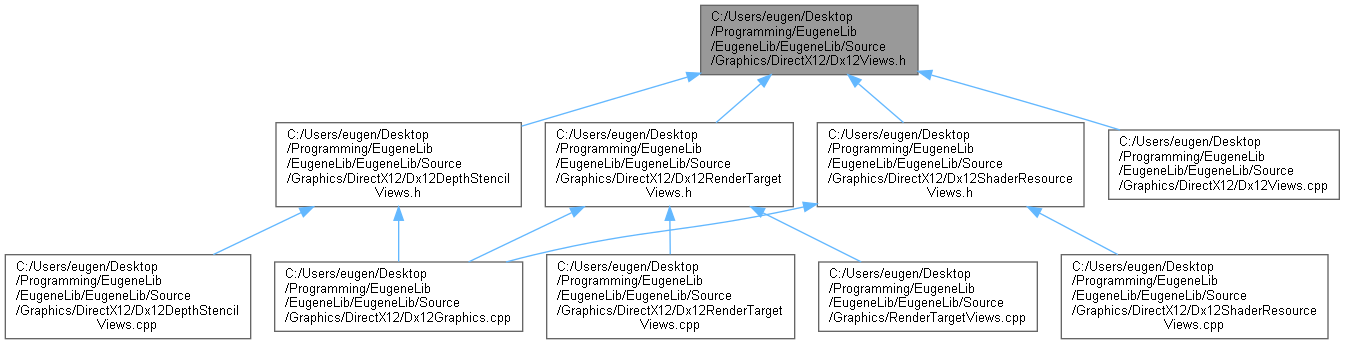 C:/Users/eugen/Desktop
/Programming/EugeneLib
/EugeneLib/EugeneLib/Source
/Graphics/DirectX12/Dx12Views.h
C:/Users/eugen/Desktop
/Programming/EugeneLib
/EugeneLib/EugeneLib/Source
/Graphics/DirectX12/Dx12DepthStencil
Views.h
C:/Users/eugen/Desktop
/Programming/EugeneLib
/EugeneLib/EugeneLib/Source
/Graphics/DirectX12/Dx12RenderTarget
Views.h
C:/Users/eugen/Desktop
/Programming/EugeneLib
/EugeneLib/EugeneLib/Source
/Graphics/DirectX12/Dx12ShaderResource
Views.h
C:/Users/eugen/Desktop
/Programming/EugeneLib
/EugeneLib/EugeneLib/Source
/Graphics/DirectX12/Dx12Views.cpp
C:/Users/eugen/Desktop
/Programming/EugeneLib
/EugeneLib/EugeneLib/Source
/Graphics/DirectX12/Dx12DepthStencil
Views.cpp
C:/Users/eugen/Desktop
/Programming/EugeneLib
/EugeneLib/EugeneLib/Source
/Graphics/DirectX12/Dx12Graphics.cpp
C:/Users/eugen/Desktop
/Programming/EugeneLib
/EugeneLib/EugeneLib/Source
/Graphics/DirectX12/Dx12RenderTarget
Views.cpp
C:/Users/eugen/Desktop
/Programming/EugeneLib
/EugeneLib/EugeneLib/Source
/Graphics/RenderTargetViews.cpp
C:/Users/eugen/Desktop
/Programming/EugeneLib
/EugeneLib/EugeneLib/Source
/Graphics/DirectX12/Dx12ShaderResource
Views.cpp